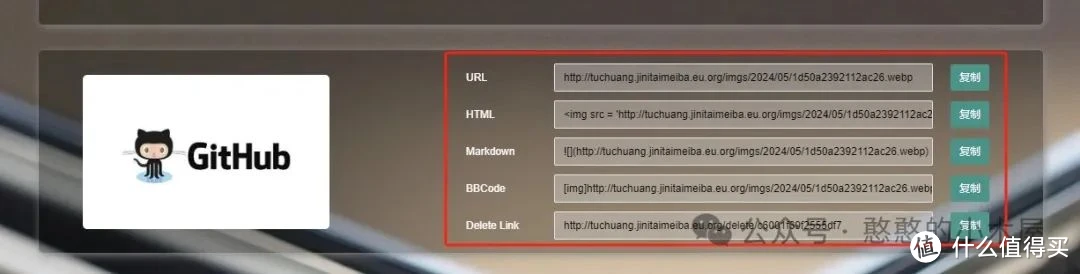 GitHub
URL
http://tuchuang.jinitaimeiba.eu.org/imgs/2024/05/1d50a2392112ac26.webp
复制
HTML
<img src = 'http://tuchuang.jinitaimeiba.eu.org/imgs/2024/05/1d50a2392112ac2
复制
Markdown
![](http://tuchuang.jinitaimeiba.eu.org/imgs/2024/05/1d50a2392112ac26.webp)
复制
BBCode
[img]http://tuchuang.jinitaimeiba.eu.org/imgs/2024/05/1d50a2392112ac26.webp
复制
Delete Link
http://tuchuang.jinitaimeiba.eu.org/delete/
复制
公众号·憨憨的小木屋
值 什么值得买